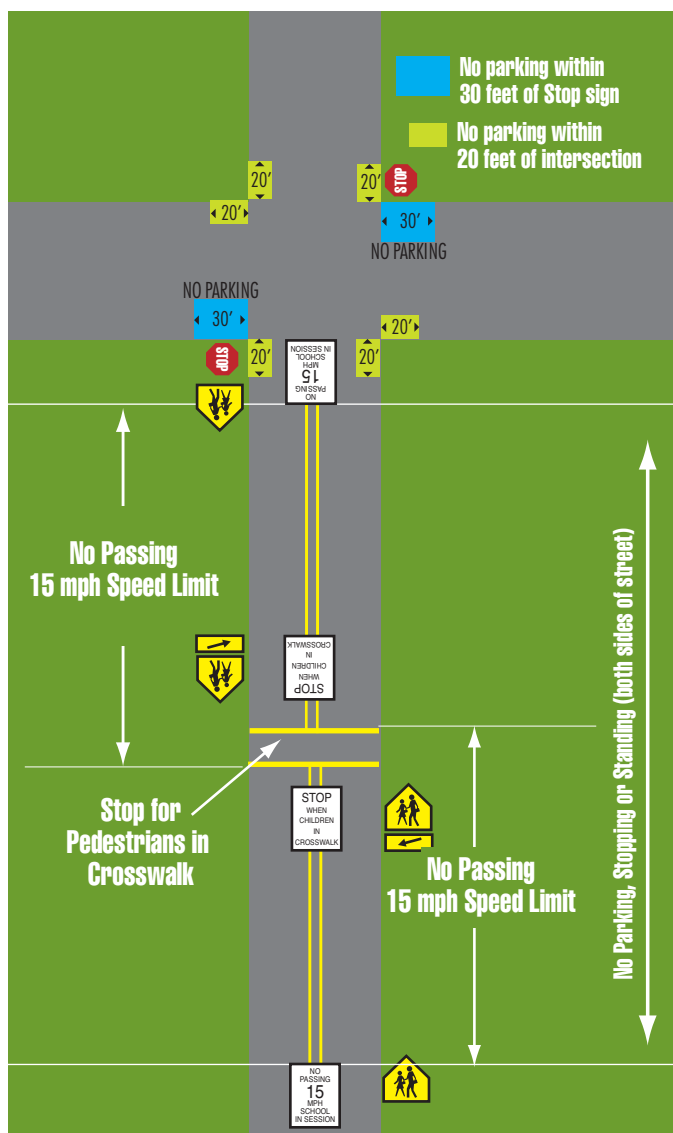 No parking within
30 feet of Stop sign
No parking within
20 feet of intersection
20’
20’
STOP
20’
30’
NO PARKING
NO PARKING
30’
20’
STOP
20’
20’
NO
PASSING
15
MPH
SCHOOL
IN SESSION
No Passing
15 mph Speed Limit
STOP
WHEN
CHILDREN
IN
CROSSWALK
Stop for
Pedestrians in
Crosswalk
STOP
WHEN
CHILDREN
IN
CROSSWALK
No Passing
15 mph Speed Limit
No Parking, Stopping or Standing (both sides of street)
NO
PASSING
15
MPH
SCHOOL
IN SESSION